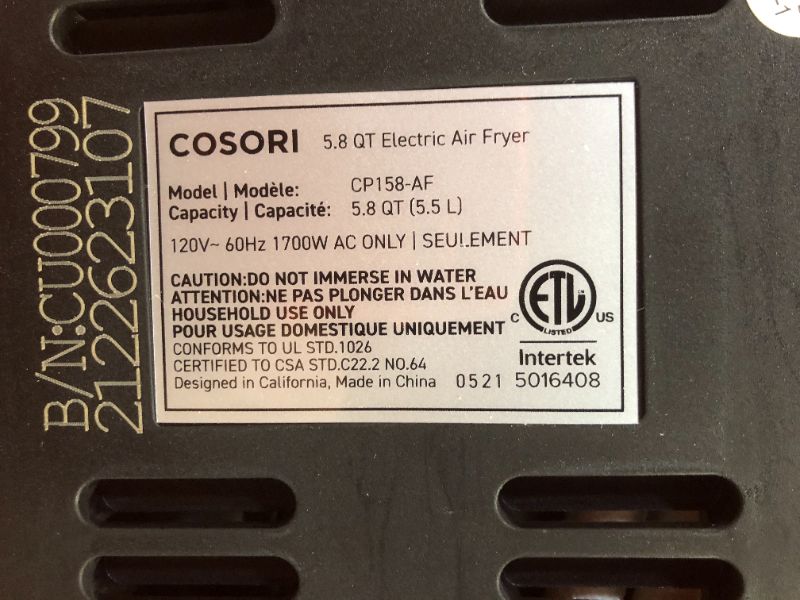 COSORI 5.8 QT Electric Air Fryer
Model | Modèle: CP158-AF
Capacity | Capacité: 5.8 QT (5.5 L)
120V~ 60Hz 1700W AC ONLY | SEULEMENT
CAUTION:DO NOT IMMERSE IN WATER
ATTENTION:NE PAS PLONGER DANS L'EAU
HOUSEHOLD USE ONLY
POUR USAGE DOMESTIQUE UNIQUEMENT
CONFORMS TO UL STD.1026
CERTIFIED TO CSA STD.C22.2 NO.64
Designed in California, Made in China 0521
ETL
C LISTED US
Intertek
5016408
B/N:CU000799
2122623107